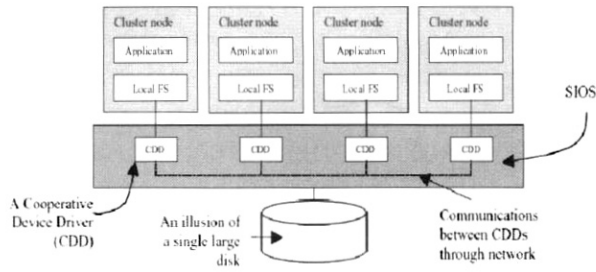 Cluster node Cluster node Cluster node Cluster node
Application Application Application Application
Local FS Local FS Local FS Local FS
SIOS
CDD CDD CDD CDD
A Cooperative
Device Driver
(CDD)
An illusion of
a single large
disk
Communications
between CDDs
through network